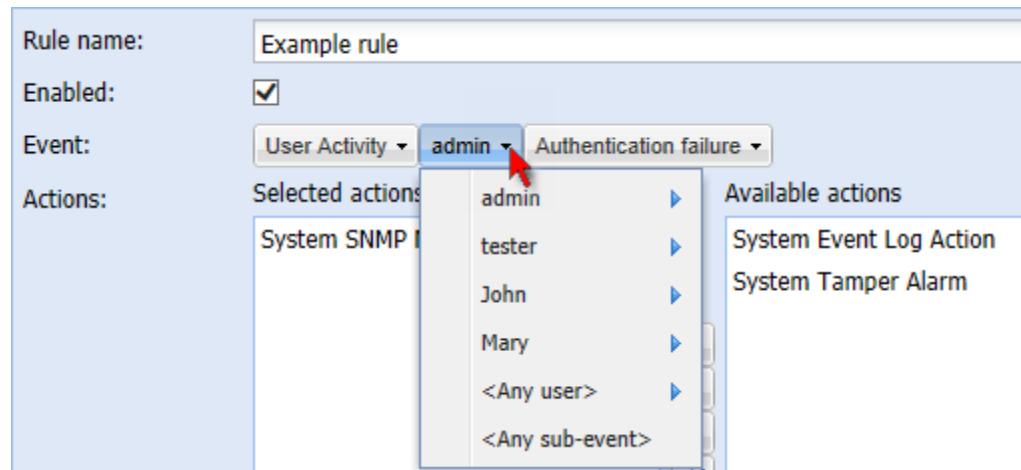 Rule name:
Example rule
Enabled:
Event:
User Activity
admin
Authentication failure
Actions:
Selected actions
Available actions
System SNMP
System Event Log Action
System Tamper Alarm
admin
tester
John
Mary
<Any user>
<Any sub-event>